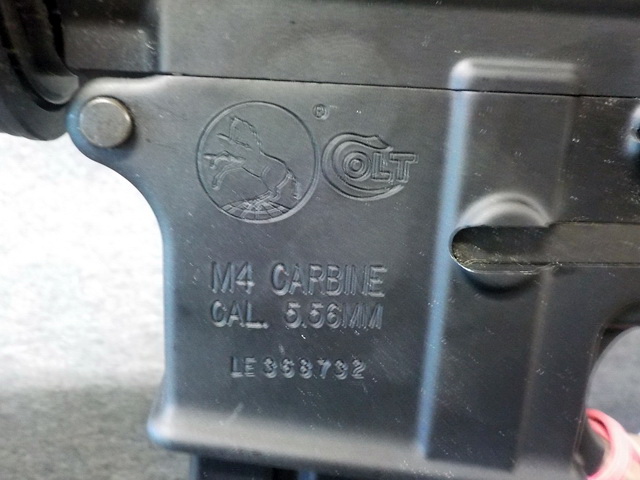 ®
COLT
M4 CARBINE
CAL. 5.56MM
LE368732